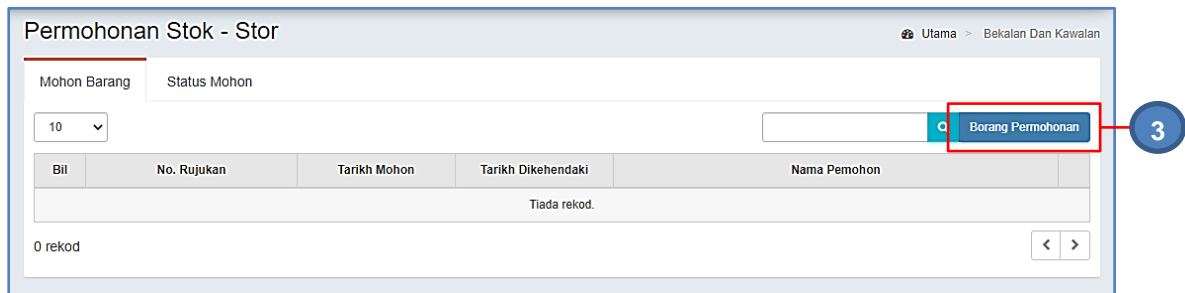 Permohonan Stok - Stor
Utama > Bekalan Dan Kawalan
Mohon Barang Status Mohon
10 Borang Permohonan
3
Bil No. Rujukan Tarikh Mohon Tarikh Dikehendaki Nama Pemohon
Tiada rekod.
0 rekod < >